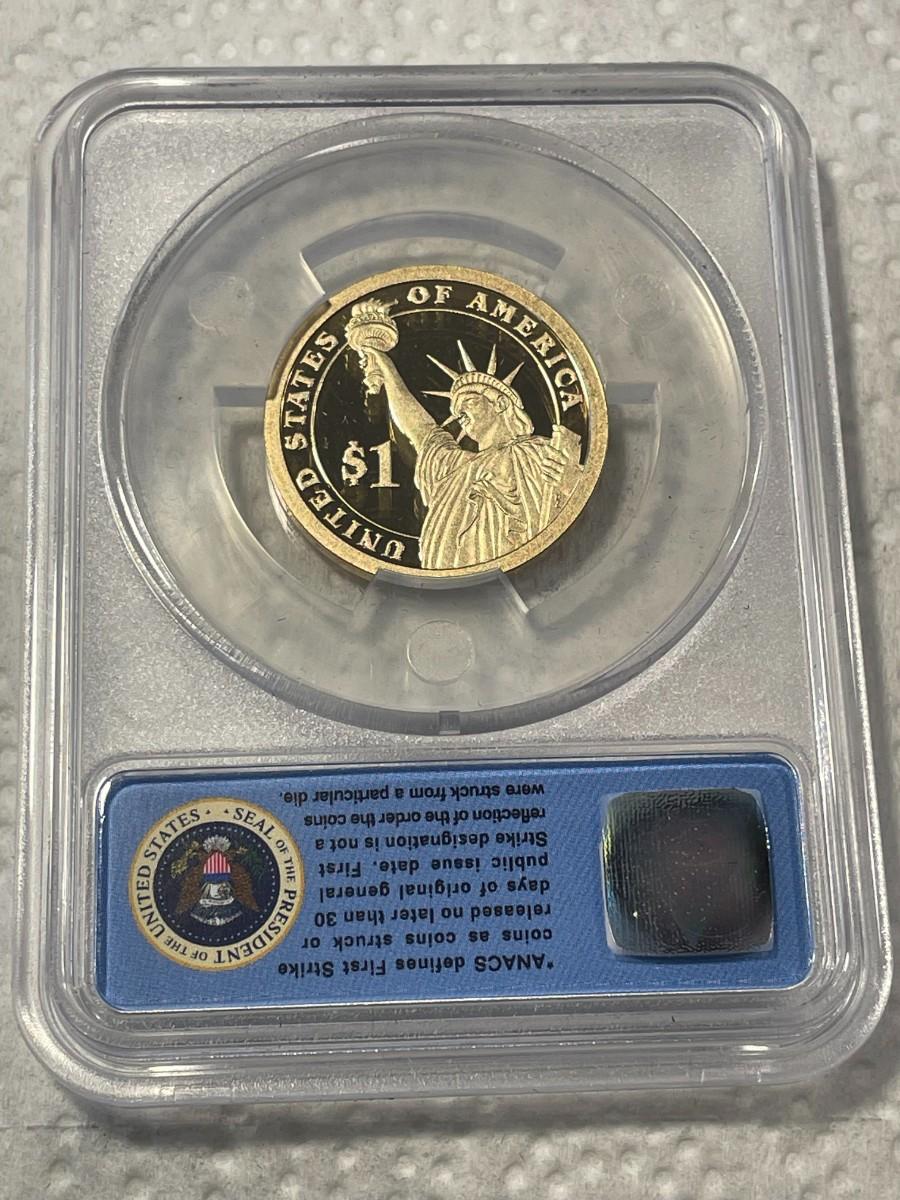 UNITED STATES OF AMERICA
$1
*ANACS defines First Strike
coins as coins struck or
released no later than 30
days of original general
public issue date. First
Strike designation is not a
reflection of the order the coins
were struck from a particular die.
SEAL OF THE PRESIDENT OF THE UNITED STATES